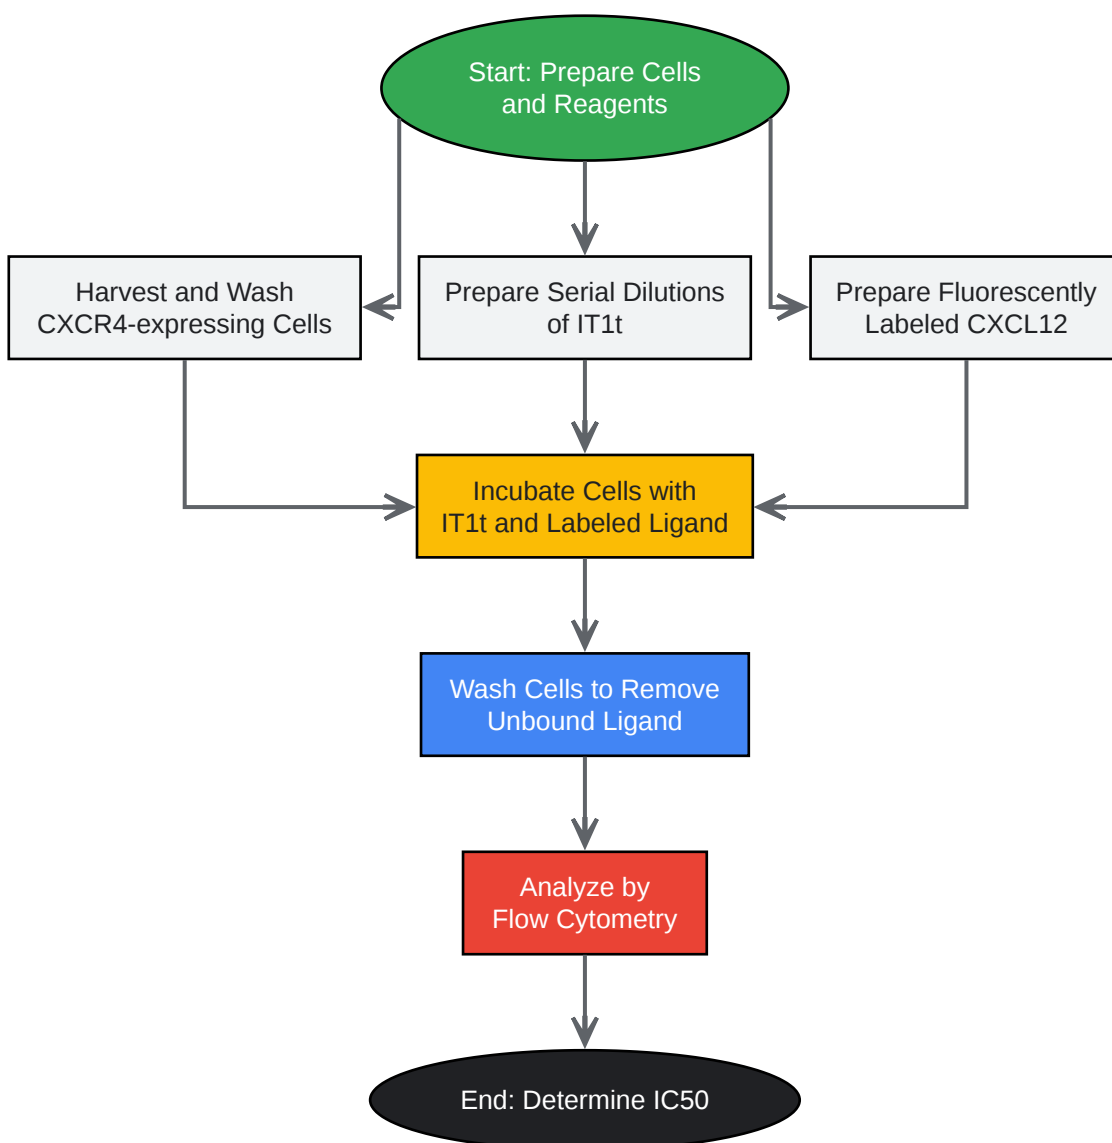 Start: Prepare Cells
and Reagents
Harvest and Wash
CXCR4-expressing Cells
Prepare Serial Dilutions
of IT1t
Prepare Fluorescently
Labeled CXCL12
Incubate Cells with
IT1t and Labeled Ligand
Wash Cells to Remove
Unbound Ligand
Analyze by
Flow Cytometry
End: Determine IC50